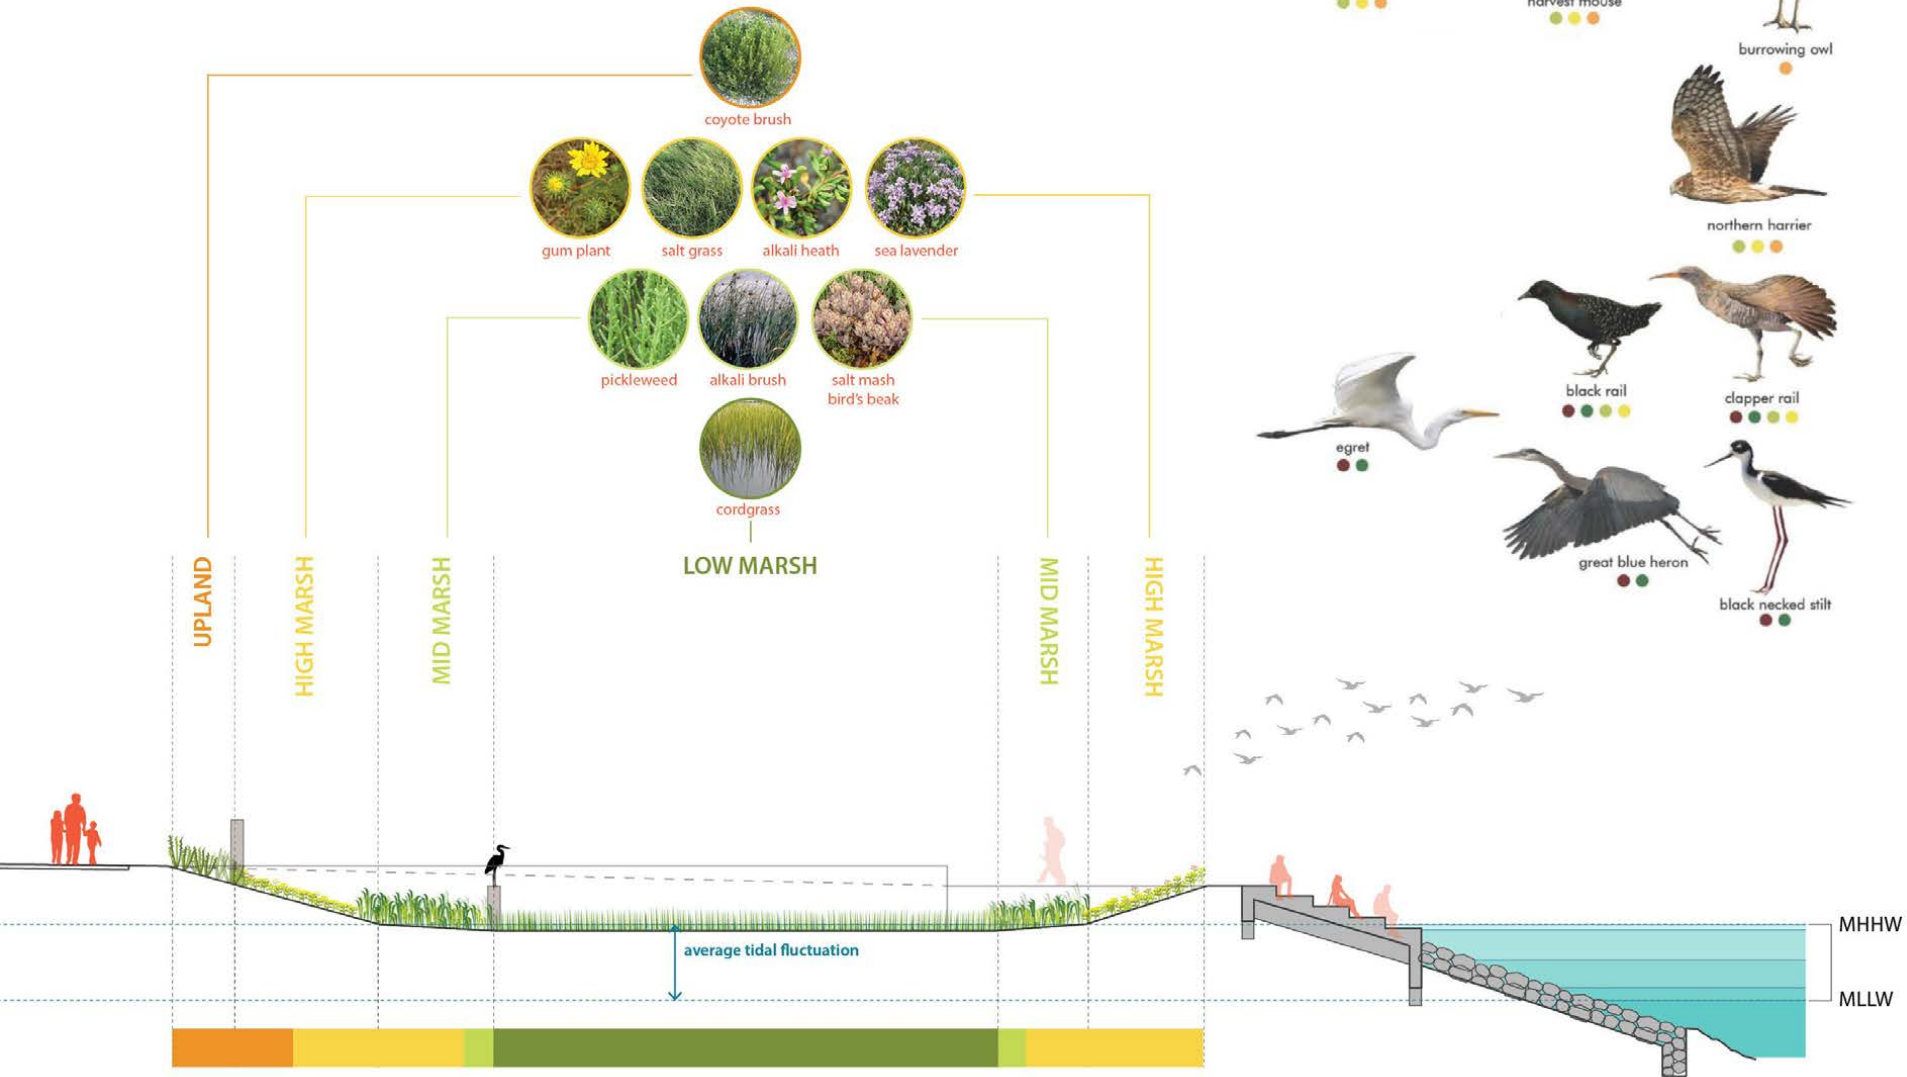 harvest mouse
burrowing owl
coyote brush
northern harrier
gum plant
salt grass
alkali heath
sea lavender
pickleweed
alkali brush
salt mash
bird's beak
black rail
clapper rail
egret
cordgrass
great blue heron
black necked stilt
UPLAND
HIGH MARSH
MID MARSH
LOW MARSH
MID MARSH
HIGH MARSH
average tidal fluctuation
MHHW
MLLW